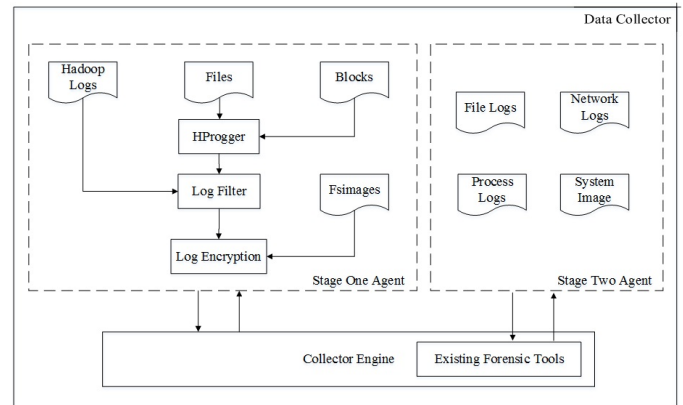 Data Collector
Hadoop
Logs
Files
Blocks
HProgger
Log Filter
Fsimages
Log Encryption
Stage One Agent
File Logs
Network
Logs
Process
Logs
System
Image
Stage Two Agent
Collector Engine
Existing Forensic Tools